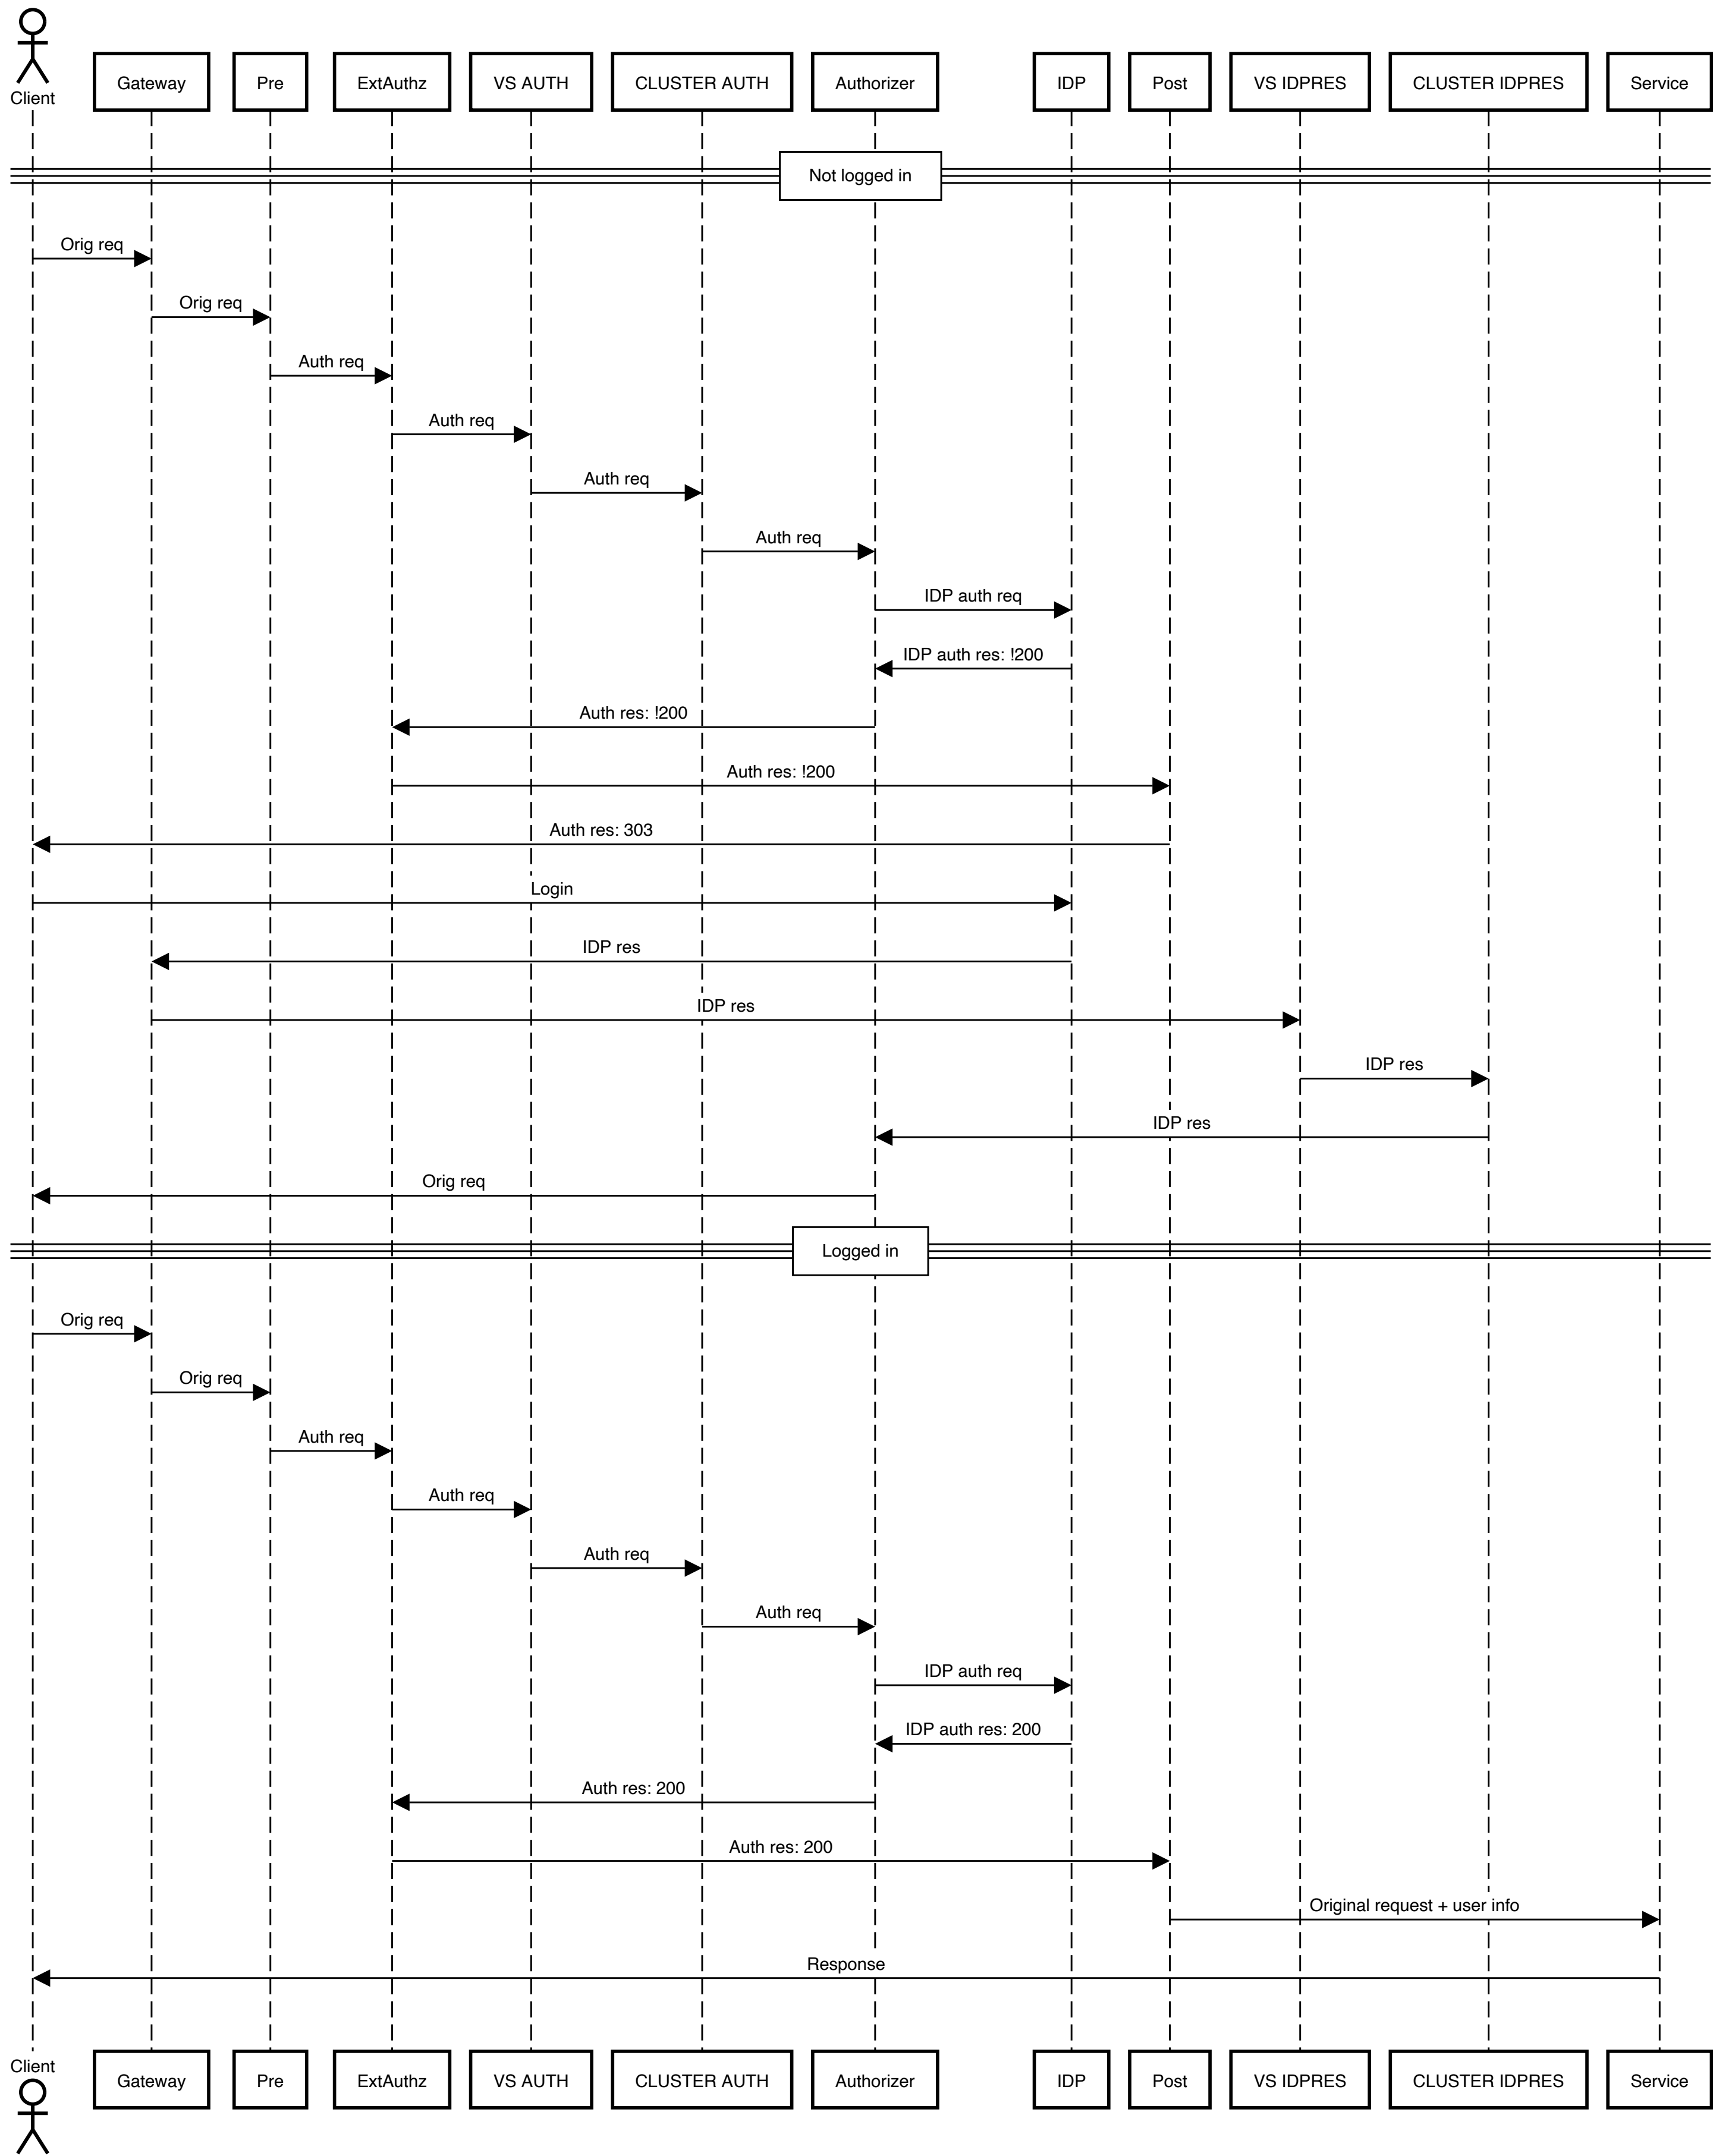 Client
Gateway
Pre
ExtAuthz
VS AUTH
CLUSTER AUTH
Authorizer
IDP
Post
VS IDPRES
CLUSTER IDPRES
Service
Not logged in
Orig req
Orig req
Auth req
Auth req
Auth req
Auth req
IDP auth req
IDP auth res: !200
Auth res: !200
Auth res: !200
Auth res: 303
Login
IDP res
IDP res
IDP res
IDP res
Orig req
Logged in
Orig req
Orig req
Auth req
Auth req
Auth req
Auth req
IDP auth req
IDP auth res: 200
Auth res: 200
Auth res: 200
Original request + user info
Response
Client
Gateway
Pre
ExtAuthz
VS AUTH
CLUSTER AUTH
Authorizer
IDP
Post
VS IDPRES
CLUSTER IDPRES
Service